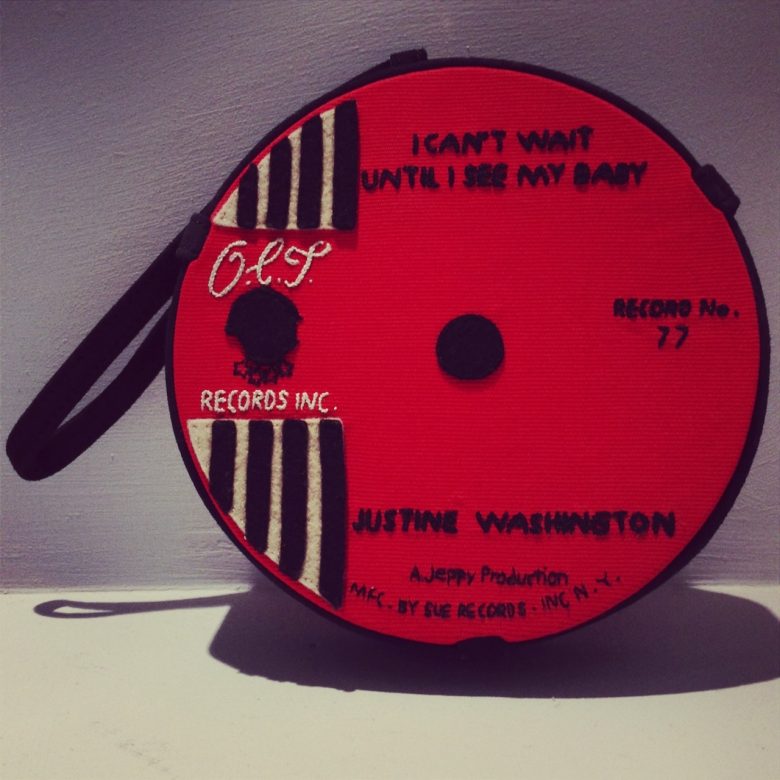 I CAN'T WAIT
UNTIL I SEE MY BABY
O.C.T.
RECORDS INC.
RECORD No.
77
JUSTINE WASHINGTON
A Jeppy Production
MFC. BY SUE RECORDS - INC N.Y.